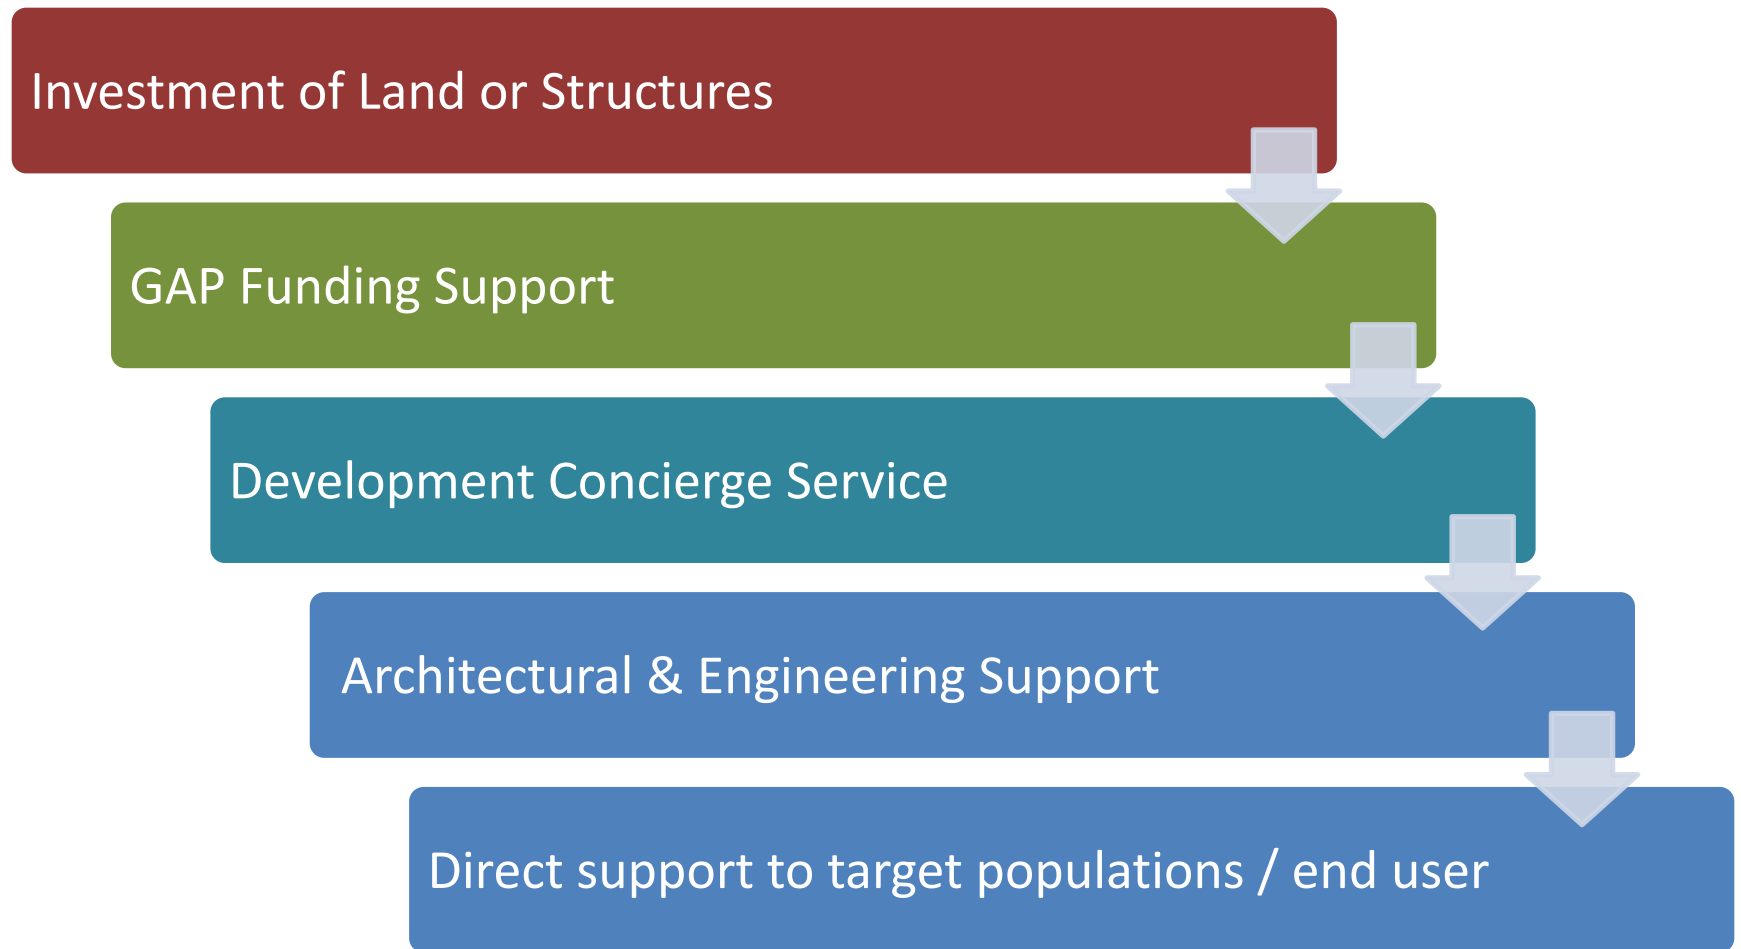 Investment of Land or Structures
GAP Funding Support
Development Concierge Service
Architectural & Engineering Support
Direct support to target populations / end user